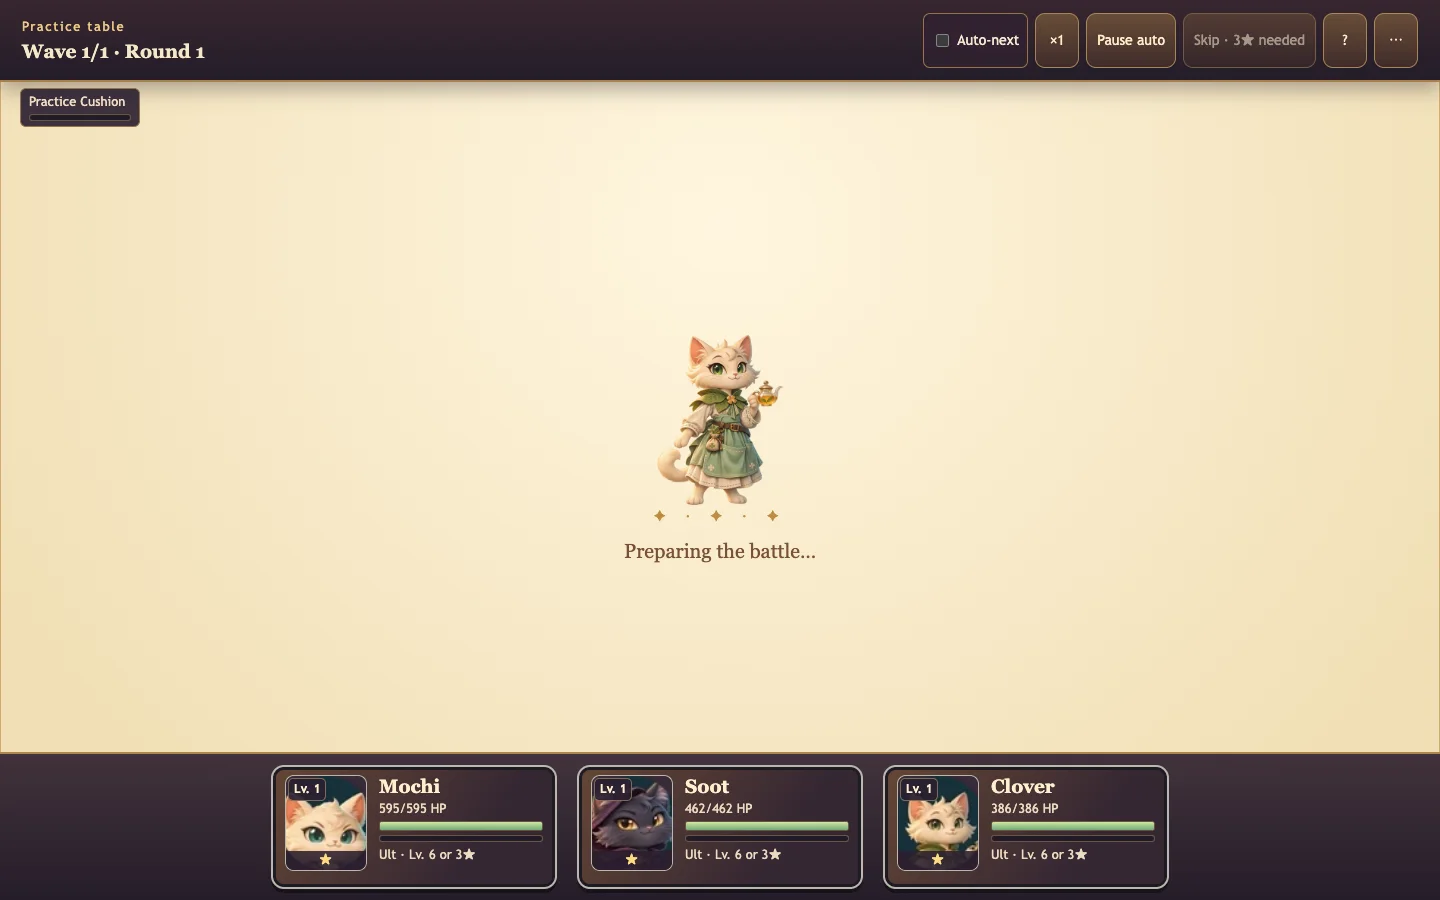 Practice table
Wave 1/1 · Round 1
Auto-next
×1
Pause auto
Skip · 3★ needed
?
···
Practice Cushion
Preparing the battle...
Lv. 1
Mochi
595/595 HP
Ult · Lv. 6 or 3★
Lv. 1
Soot
462/462 HP
Ult · Lv. 6 or 3★
Lv. 1
Clover
386/386 HP
Ult · Lv. 6 or 3★